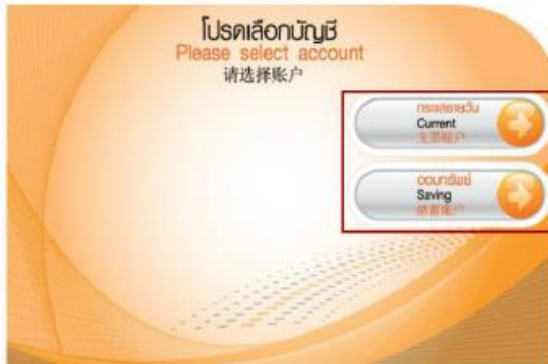 โปรดเลือกบัญชี
Please select account
请选择账户
กระแสรายวัน
Current
支票账户
ออมทรัพย์
Saving
储蓄账户